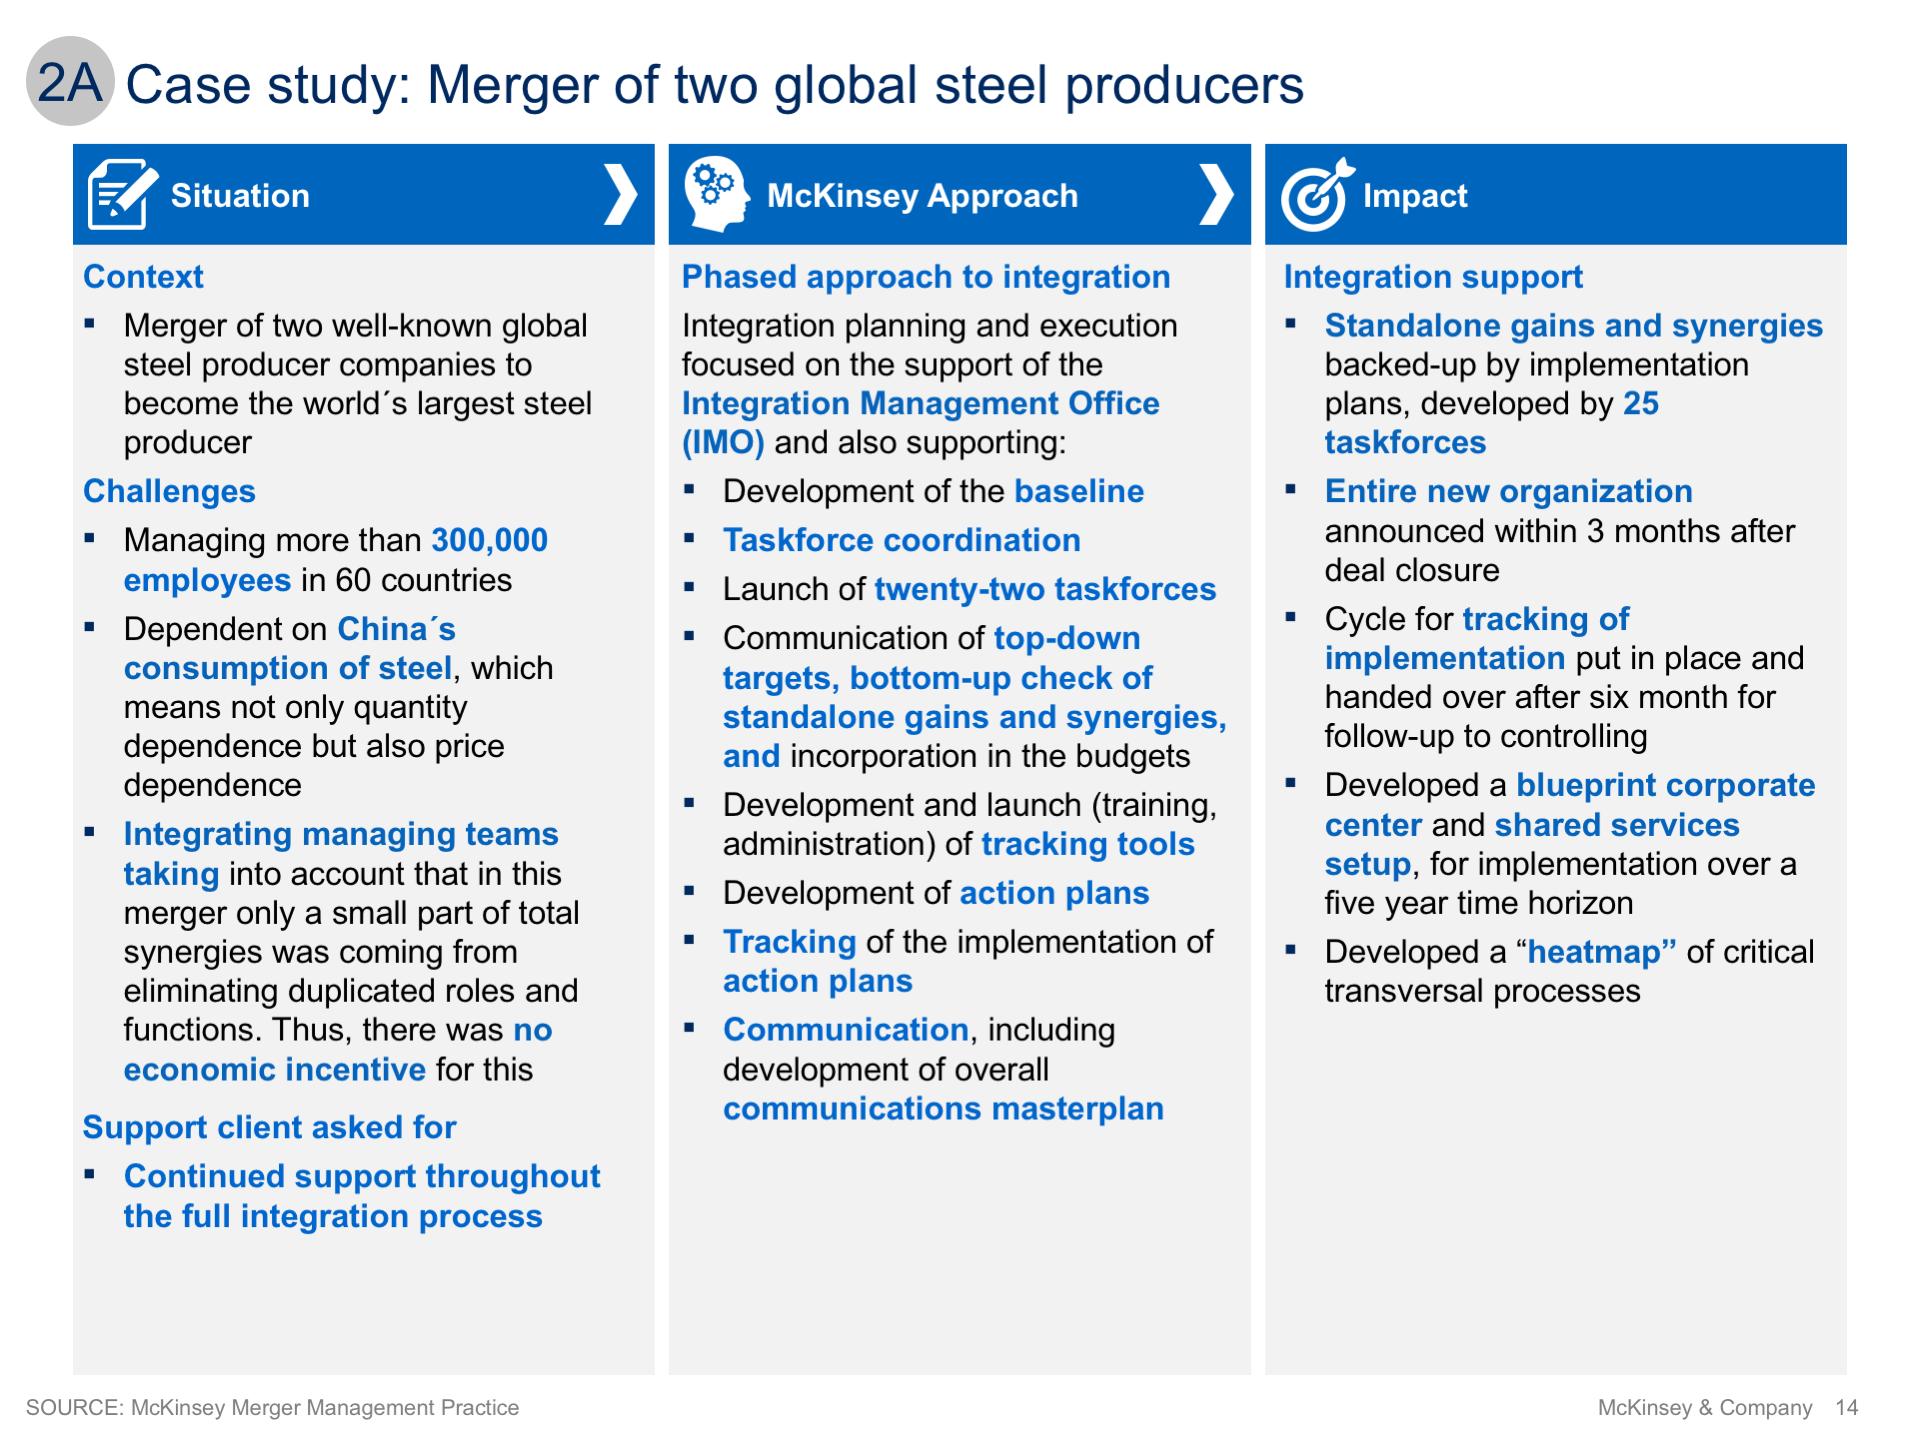 2A Case study: Merger of two global steel producers
Situation
Context
▪ Merger of two well-known global
steel producer companies to
become the world´s largest steel
producer
Challenges
▪ Managing more than 300,000
employees in 60 countries
▪ Dependent on China´s
consumption of steel, which
means not only quantity
dependence but also price
dependence
▪ Integrating managing teams
taking into account that in this
merger only a small part of total
synergies was coming from
eliminating duplicated roles and
functions. Thus, there was no
economic incentive for this
Support client asked for
▪ Continued support throughout
the full integration process
McKinsey Approach
Phased approach to integration
Integration planning and execution
focused on the support of the
Integration Management Office
(IMO) and also supporting:
▪ Development of the baseline
▪ Taskforce coordination
▪ Launch of twenty-two taskforces
▪ Communication of top-down
targets, bottom-up check of
standalone gains and synergies,
and incorporation in the budgets
▪ Development and launch (training,
administration) of tracking tools
▪ Development of action plans
▪ Tracking of the implementation of
action plans
▪ Communication, including
development of overall
communications masterplan
Impact
Integration support
▪ Standalone gains and synergies
backed-up by implementation
plans, developed by 25
taskforces
▪ Entire new organization
announced within 3 months after
deal closure
▪ Cycle for tracking of
implementation put in place and
handed over after six month for
follow-up to controlling
▪ Developed a blueprint corporate
center and shared services
setup, for implementation over a
five year time horizon
▪ Developed a “heatmap” of critical
transversal processes
SOURCE: McKinsey Merger Management Practice
McKinsey & Company 14